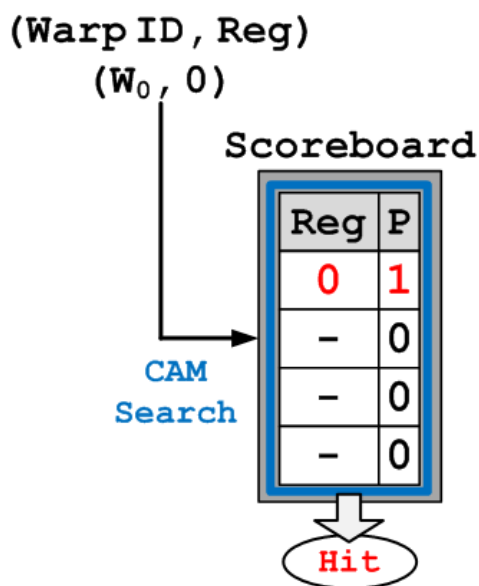 (Warp ID, Reg)
(W₀, 0)
Scoreboard
Reg P
0 1
- 0
CAM
Search
- 0
- 0
Hit